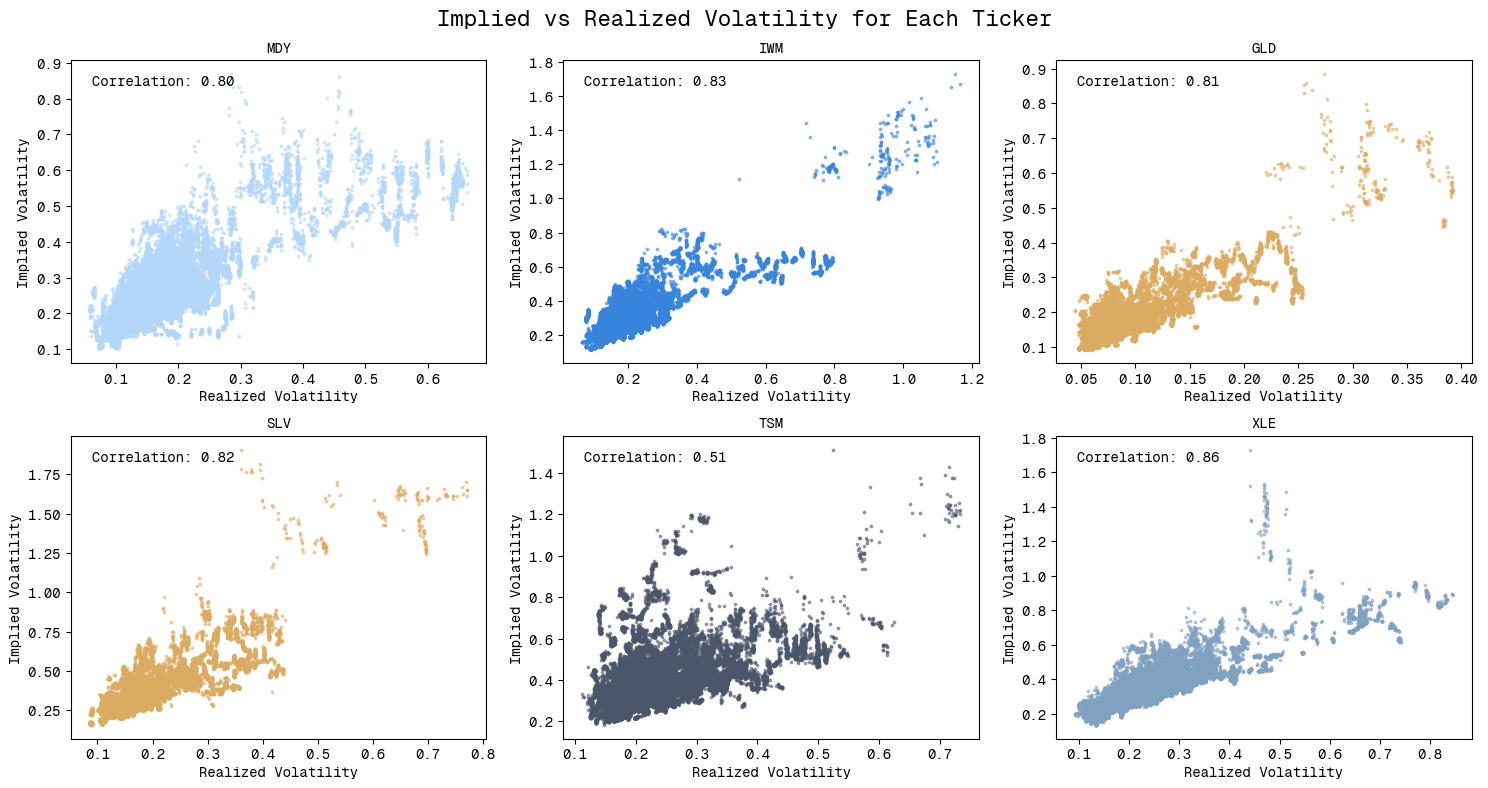 Implied vs Realized Volatility for Each Ticker
MDY
Correlation: 0.80
Implied Volatility
0.9
0.8
0.7
0.6
0.5
0.4
0.3
0.2
0.1
0.1 0.2 0.3 0.4 0.5 0.6
Realized Volatility
IWM
Correlation: 0.83
Implied Volatility
1.8
1.6
1.4
1.2
1.0
0.8
0.6
0.4
0.2
0.2 0.4 0.6 0.8 1.0 1.2
Realized Volatility
GLD
Correlation: 0.81
Implied Volatility
0.9
0.8
0.7
0.6
0.5
0.4
0.3
0.2
0.1
0.05 0.10 0.15 0.20 0.25 0.30 0.35 0.40
Realized Volatility
SLV
Correlation: 0.82
Implied Volatility
1.75
1.50
1.25
1.00
0.75
0.50
0.25
0.1 0.2 0.3 0.4 0.5 0.6 0.7 0.8
Realized Volatility
TSM
Correlation: 0.51
Implied Volatility
1.4
1.2
1.0
0.8
0.6
0.4
0.2
0.1 0.2 0.3 0.4 0.5 0.6 0.7
Realized Volatility
XLE
Correlation: 0.86
Implied Volatility
1.8
1.6
1.4
1.2
1.0
0.8
0.6
0.4
0.2
0.1 0.2 0.3 0.4 0.5 0.6 0.7 0.8
Realized Volatility